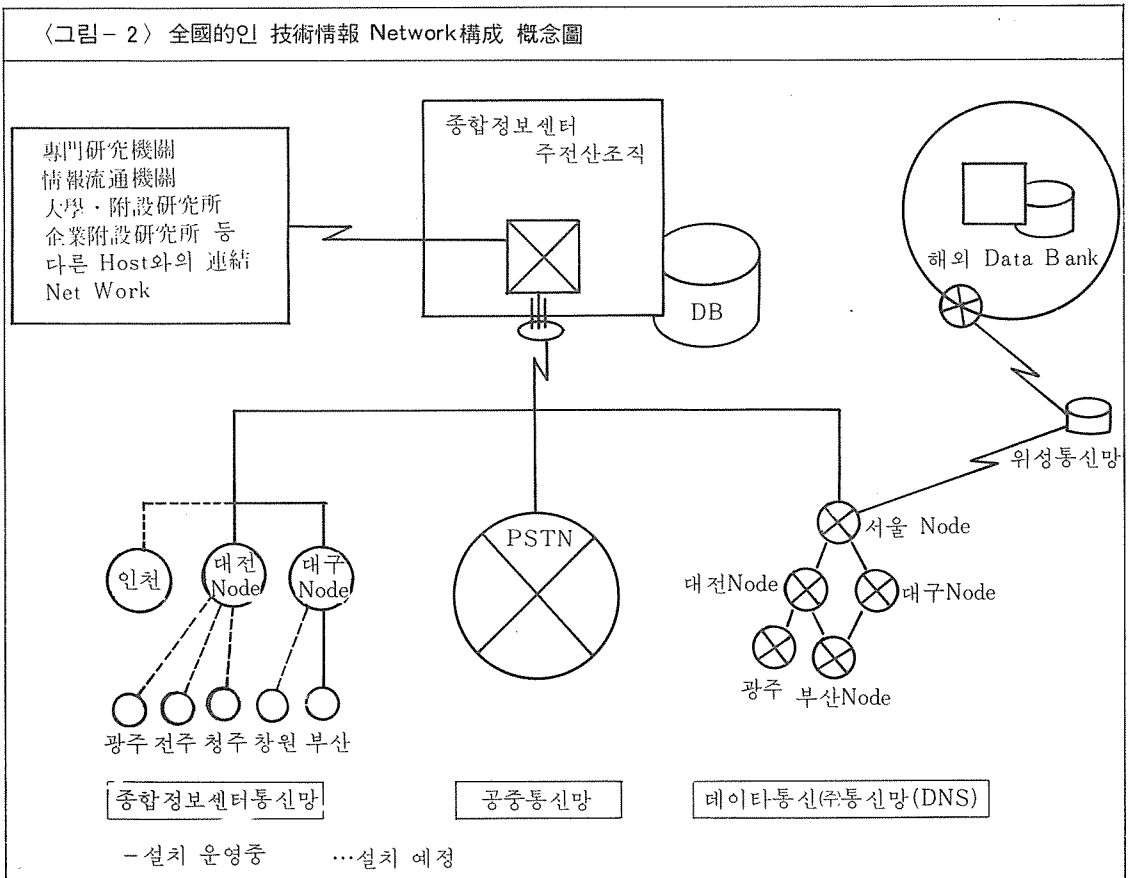 〈그림-2〉 全國的인 技術情報 Network構成 概念圖
專門硏究機關
情報流通機關
大學·附設硏究所
企業附設硏究所 등
다른 Host와의 連結
Net Work
종합정보센터
주전산조직
DB
해외 Data Bank
위성통신망
인천
대전
Node
대구
Node
광주 전주 청주 창원 부산
PSTN
서울 Node
대전Node
대구Node
광주
부산Node
종합정보센터통신망
공중통신망
데이타통신㈜통신망(DNS)
-설치 운영중 …설치 예정